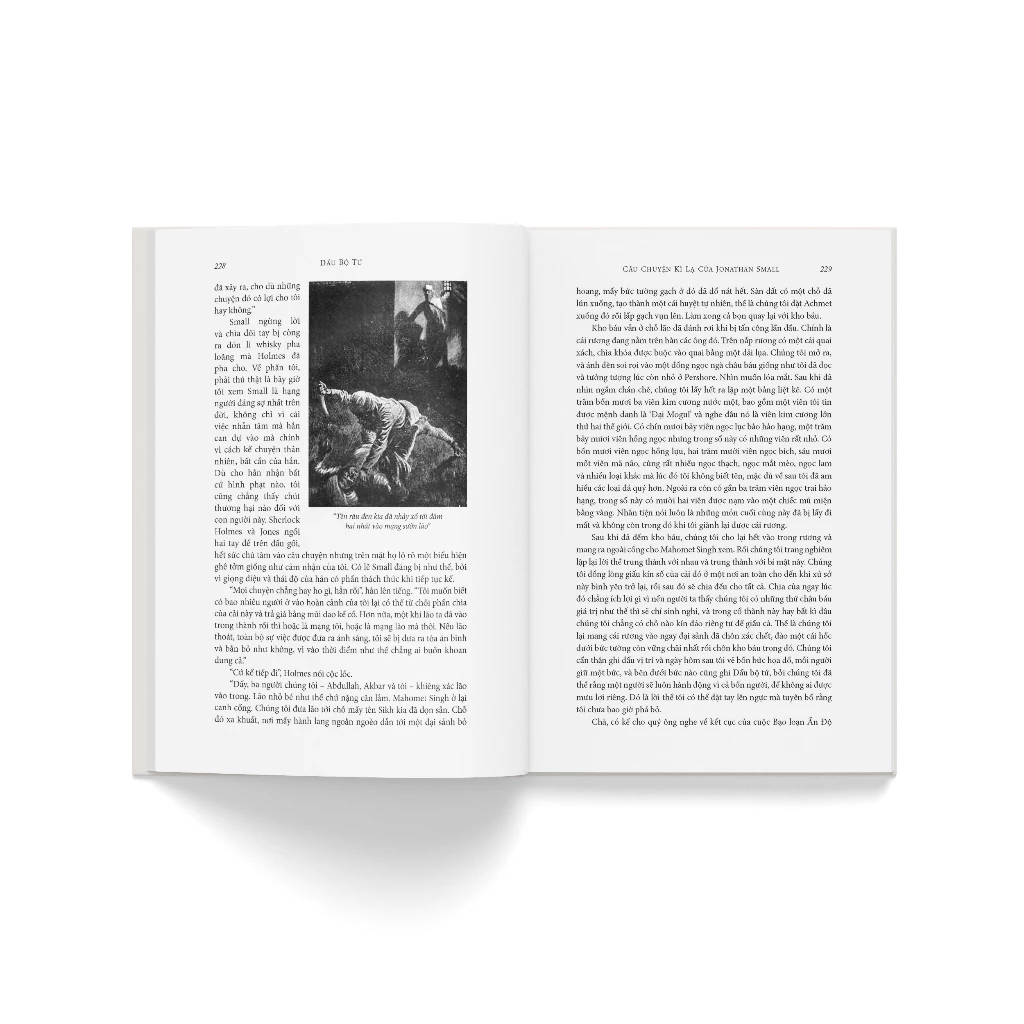 228
DẤU BỘ TỨ
đã xảy ra, cho dù những
chuyện đó có lợi cho tôi
hay không."
Small ngừng lời
và chìa đôi tay bị còng
ra đón li whisky pha
loãng mà Holmes đã
pha cho. Về phần tôi,
phải thú thật là bây giờ
tôi xem Small là hạng
người đáng sợ nhất trên
đời, không chỉ vì cái
việc nhẫn tâm mà hắn
can dự vào mà chính
vì cách kể chuyện thản
nhiên, bất cần của hắn.
Dù cho hắn nhận bất
cứ hình phạt nào, tôi
cũng chẳng thấy chút
thương hại nào đối với
con người này. Sherlock
Holmes và Jones ngồi
hai tay để trên đầu gối,
"Tên râu đen kia đã nhảy xổ tới đâm
hai nhát vào mạng sườn lão"
hết sức chú tâm vào câu chuyện nhưng trên mặt họ lộ rõ một biểu hiện
ghê tởm giống như cảm nhận của tôi. Có lẽ Small đang bị như thế, bởi
vì giọng điệu và thái độ của hắn có phần thách thức khi tiếp tục kể.
"Mọi chuyện chẳng hay ho gì, hẳn rồi", hắn lên tiếng. "Tôi muốn biết
có bao nhiêu người ở vào hoàn cảnh của tôi lại có thể từ chối phần chia
của cải này và trả giá bằng mũi dao kề cổ. Hơn nữa, một khi lão ta đã vào
trong thành rồi thì hoặc là mạng tôi, hoặc là mạng lão mà thôi. Nếu lão
thoát, toàn bộ sự việc được đưa ra ánh sáng, tôi sẽ bị đưa ra tòa án binh
và bắn bỏ như không, vì vào thời điểm như thế chẳng ai buồn khoan
dung cả."
"Cứ kể tiếp đi", Holmes nói cộc lốc.
"Đấy, ba người chúng tôi – Abdullah, Akbar và tôi – khiêng xác lão
vào trong. Lão nhỏ bé như thế chứ nặng cân lắm. Mahomet Singh ở lại
canh cổng. Chúng tôi đưa lão tới chỗ mấy tên Sikh kia đã dọn sẵn. Chỗ
đó xa khuất, nơi mấy hành lang ngoằn ngoèo dẫn tới một đại sảnh bỏ
CÂU CHUYỆN KÌ LẠ CỦA JONATHAN SMALL
229
hoang, mấy bức tường gạch ở đó đã đổ nát hết. Sàn đất có một chỗ đã
lún xuống, tạo thành một cái huyệt tự nhiên, thế là chúng tôi đặt Achmet
xuống đó rồi lấp gạch vụn lên. Làm xong cả bọn quay lại với kho báu.
Kho báu vẫn ở chỗ lão đã đánh rơi khi bị tấn công lần đầu. Chính là
cái rương đang nằm trên bàn các ông đó. Trên nắp rương có một cái quai
xách, chìa khóa được buộc vào quai bằng một dải lụa. Chúng tôi mở ra,
và ánh đèn soi rọi vào một đống ngọc ngà châu báu giống như tôi đã đọc
và tưởng tượng lúc còn nhỏ ở Pershore. Nhìn muốn lóa mắt. Sau khi đã
nhìn ngắm chán chê, chúng tôi lấy hết ra lập một bảng liệt kê. Có một
trăm bốn mươi ba viên kim cương nước một, bao gồm một viên tôi tin
được mệnh danh là 'Đại Mogul' và nghe đâu nó là viên kim cương lớn
thứ hai thế giới. Có chín mươi bảy viên ngọc lục bảo hảo hạng, một trăm
bảy mươi viên hồng ngọc nhưng trong số này có những viên rất nhỏ. Có
bốn mươi viên ngọc hồng lựu, hai trăm mười viên ngọc bích, sáu mươi
mốt viên mã não, cùng rất nhiều ngọc thạch, ngọc mắt mèo, ngọc lam
và nhiều loại khác mà lúc đó tôi không biết tên, mặc dù về sau tôi đã am
hiểu các loại đá quý hơn. Ngoài ra còn có gần ba trăm viên ngọc trai hảo
hạng, trong số này có mười hai viên được nạm vào một chiếc mũ miện
bằng vàng. Nhân tiện nói luôn là những món cuối cùng này đã bị lấy đi
mất và không còn trong đó khi tôi giành lại được cái rương.
Sau khi đã đếm kho báu, chúng tôi cho lại hết vào trong rương và
mang ra ngoài cổng cho Mahomet Singh xem. Rồi chúng tôi trang nghiêm
lặp lại lời thề trung thành với nhau và trung thành với bí mật này. Chúng
tôi đồng lòng giấu kín số của cải đó ở một nơi an toàn cho đến khi xứ sở
này bình yên trở lại, rồi sau đó sẽ chia đều cho tất cả. Chia của ngay lúc
đó chẳng ích lợi gì vì nếu người ta thấy chúng tôi có những thứ châu báu
giá trị như thế thì sẽ chỉ sinh nghi, và trong cổ thành này hay bất kì đâu
chúng tôi chẳng có chỗ nào kín đáo riêng tư để giấu cả. Thế là chúng tôi
lại mang cái rương vào ngay đại sảnh đã chôn xác chết, đào một cái hốc
dưới bức tường còn vững chãi nhất rồi chôn kho báu trong đó. Chúng tôi
cẩn thận ghi dấu vị trí và ngày hôm sau tôi vẽ bốn bức họa đồ, mỗi người
giữ một bức, và bên dưới bức nào cũng ghi Dấu bộ tứ, bởi chúng tôi đã
thề rằng một người sẽ luôn hành động vì cả bốn người, để không ai được
mưu lợi riêng. Đó là lời thề tôi có thể đặt tay lên ngực mà tuyên bố rằng
tôi chưa bao giờ phá bỏ.
Chà, có kể cho quý ông nghe về kết cục của cuộc Bạo loạn Ấn Độ